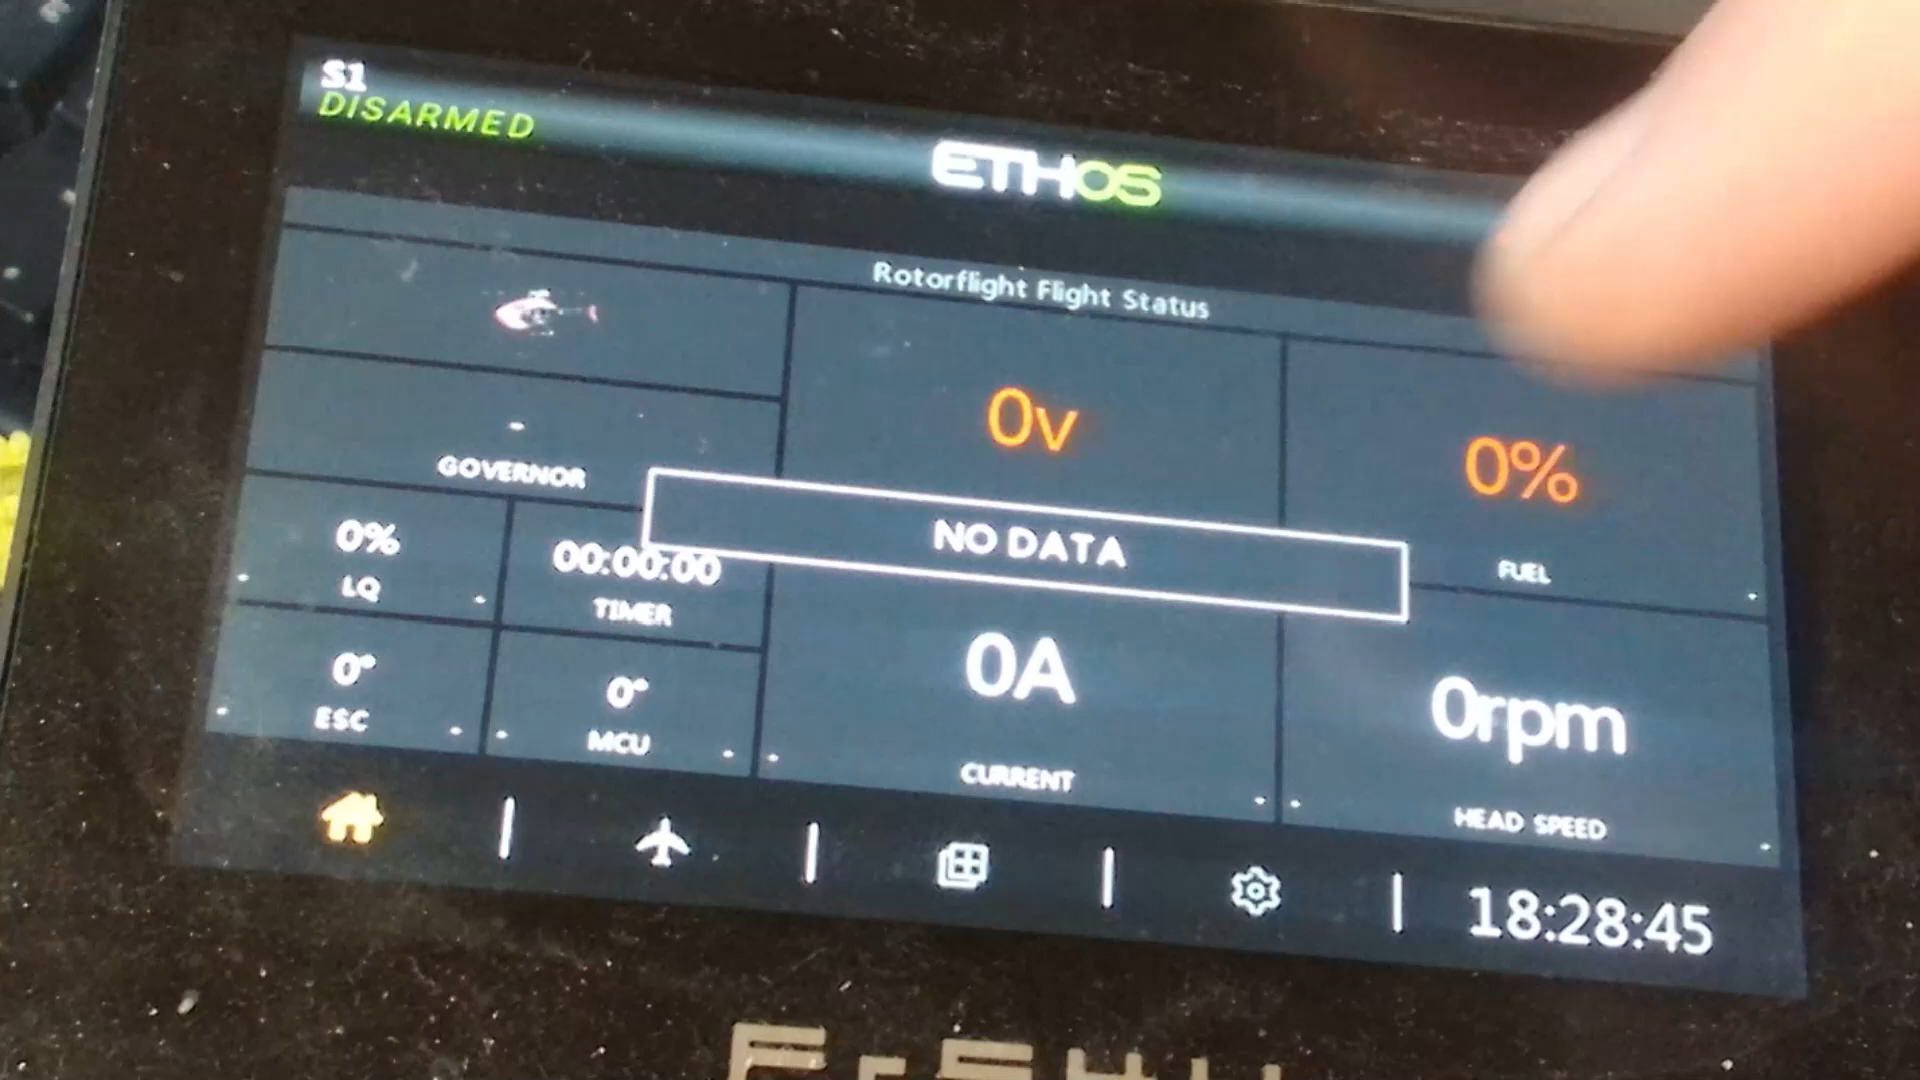 S1
DISARMED
ETHOS
Rotorflight Flight Status
-
GOVERNOR
0v
0%
FUEL
NO DATA
0%
LQ
00:00:00
TIMER
0°
ESC
0°
MCU
0A
CURRENT
0rpm
HEAD SPEED
18:28:45
FrSky